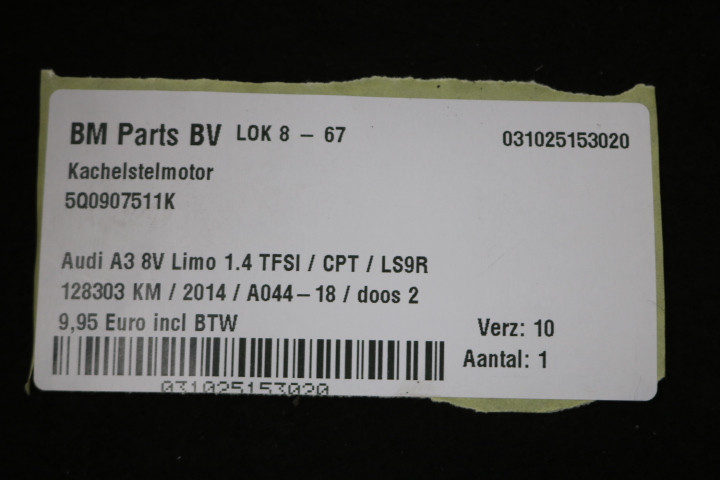 BM Parts BV LOK 8 - 67 031025153020
Kachelstelmotor
5Q0907511K
Audi A3 8V Limo 1.4 TFSI / CPT / LS9R
128303 KM / 2014 / A044-18 / doos 2
9,95 Euro incl BTW
Verz: 10
Aantal: 1
031025153020